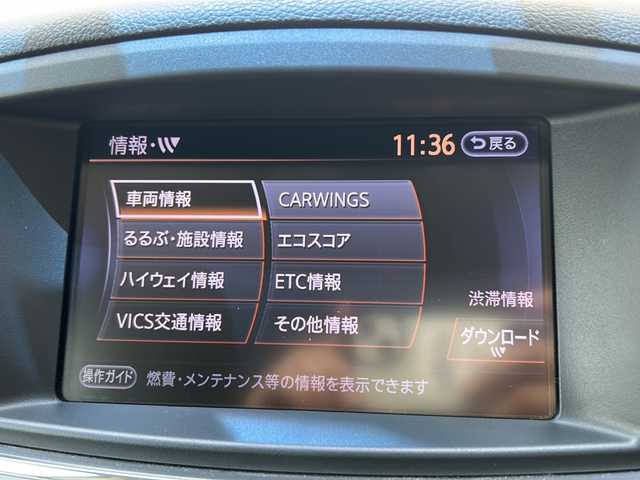 情報・
11:36
戻る
車両情報
CARWINGS
るるぶ・施設情報
エコスコア
ハイウェイ情報
ETC情報
VICS交通情報
その他情報
渋滞情報
ダウンロード
操作ガイド 燃費・メンテナンス等の情報を表示できます